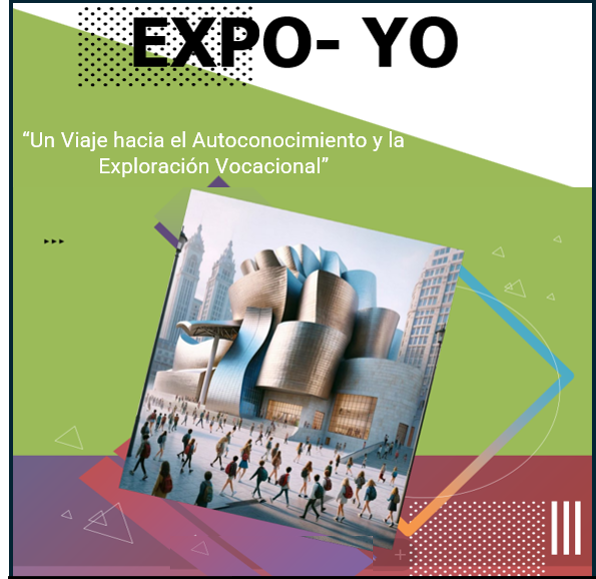 EXPO- YO
“Un Viaje hacia el Autoconocimiento y la
Exploración Vocacional”